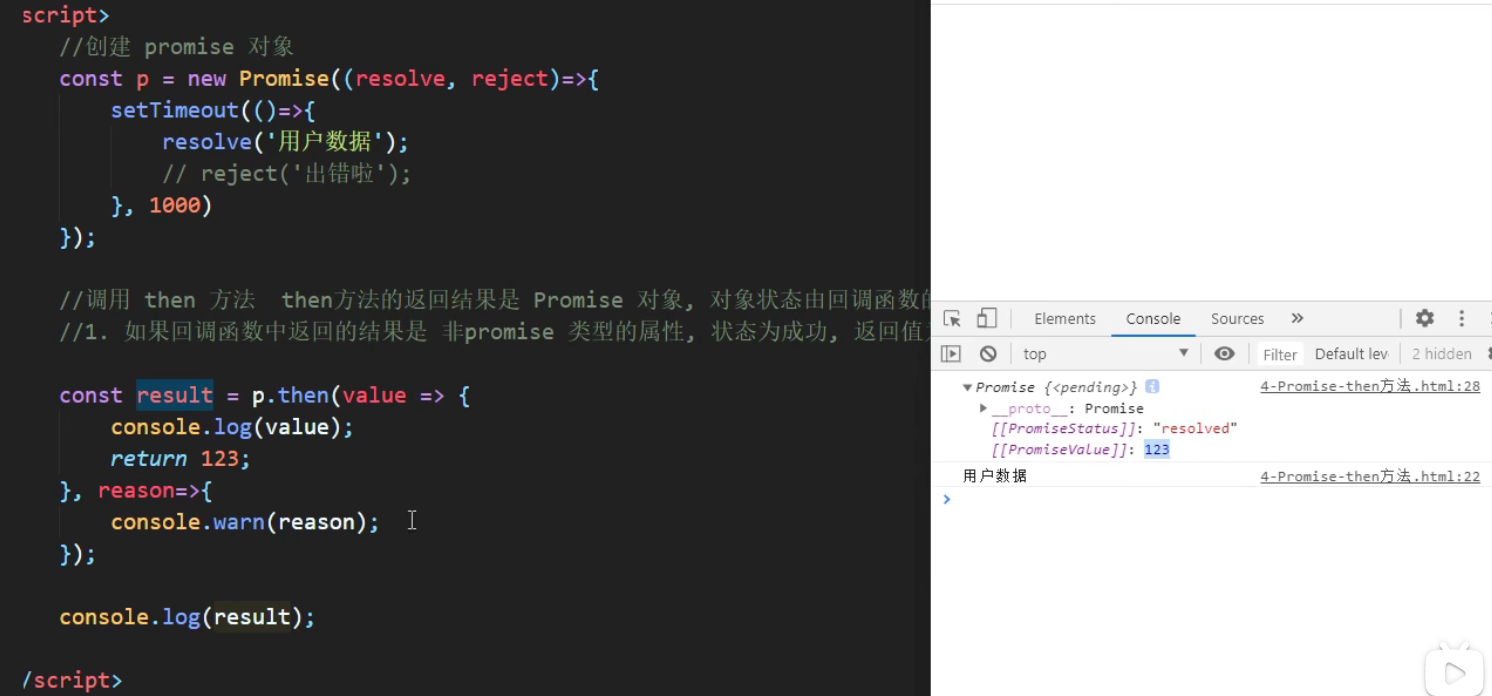 script>
//创建 promise 对象
const p = new Promise((resolve, reject)=>{
setTimeout(()=>{
resolve('用户数据');
// reject('出错啦');
}, 1000)
});
//调用 then 方法  then方法的返回结果是 Promise 对象, 对象状态由回调函数的
//1. 如果回调函数中返回的结果是 非promise 类型的属性, 状态为成功, 返回值
const result = p.then(value => {
console.log(value);
return 123;
}, reason=>{
console.warn(reason);
});
console.log(result);
/script>
Elements Console Sources »
top Filter Default lev 2 hidden
Promise {<pending>} 4-Promise-then方法.html:28
__proto__: Promise
[[PromiseStatus]]: "resolved"
[[PromiseValue]]: 123
用户数据 4-Promise-then方法.html:22
>